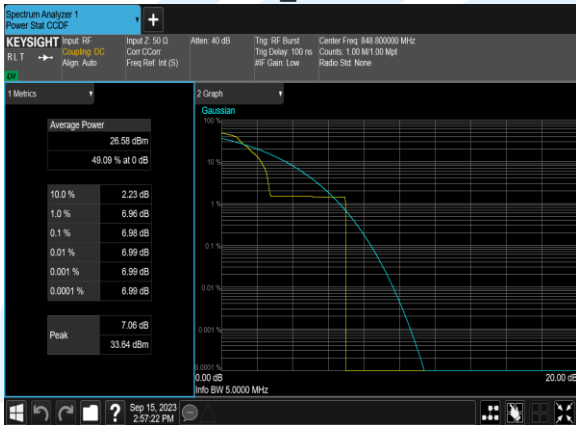 Spectrum Analyzer 1
Power Stat CCDF
+
KEYSIGHT
RLT
Input: RF
Coupling: DC
Align: Auto
Input Z: 50 Ω
Corr CCorr
Freq Ref: Int (S)
Atten: 40 dB
Trig: RF Burst
Trig Delay: 100 ns
#IF Gain: Low
Center Freq: 848.800000 MHz
Counts: 1.00 M/1.00 Mpt
Radio Std: None
1 Metrics
Average Power
26.58 dBm
49.09 % at 0 dB
10.0 % 2.23 dB
1.0 % 6.96 dB
0.1 % 6.98 dB
0.01 % 6.99 dB
0.001 % 6.99 dB
0.0001 % 6.99 dB
Peak
7.06 dB
33.64 dBm
2 Graph
Gaussian
100 %
10 %
1 %
0.1 %
0.01 %
0.001 %
0.0001 %
0.00 dB 20.00 dB
Info BW 5.0000 MHz
?
Sep 15, 2023
2:57:22 PM